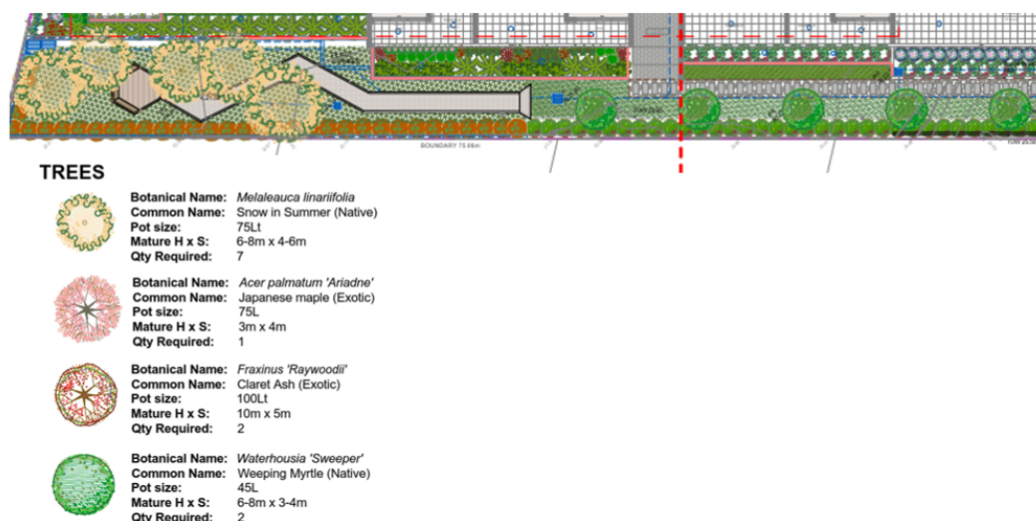 BOUNDARY 75.06m
TREES
Botanical Name: Melaleauca linariifolia
Common Name: Snow in Summer (Native)
Pot size: 75Lt
Mature H x S: 6-8m x 4-6m
Qty Required: 7
Botanical Name: Acer palmatum 'Ariadne'
Common Name: Japanese maple (Exotic)
Pot size: 75L
Mature H x S: 3m x 4m
Qty Required: 1
Botanical Name: Fraxinus 'Raywoodii'
Common Name: Claret Ash (Exotic)
Pot size: 100Lt
Mature H x S: 10m x 5m
Qty Required: 2
Botanical Name: Waterhousia 'Sweeper'
Common Name: Weeping Myrtle (Native)
Pot size: 45L
Mature H x S: 6-8m x 3-4m
Qty Required: 2